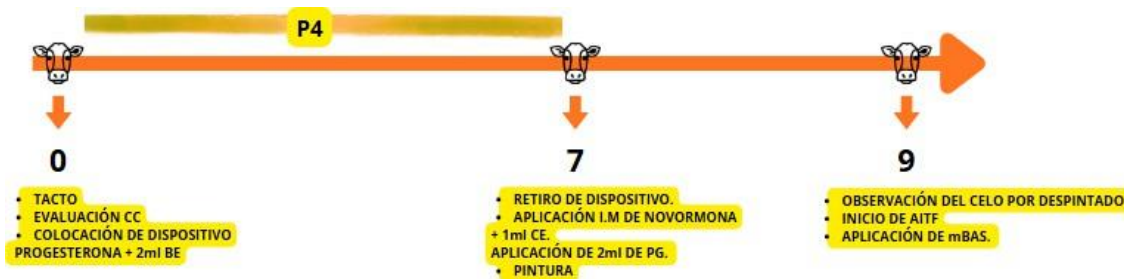 P4
0
• TACTO
• EVALUACIÓN CC
• COLOCACIÓN DE DISPOSITIVO
PROGESTERONA + 2ml BE
7
• RETIRO DE DISPOSITIVO.
• APLICACIÓN I.M DE NOVORMONA
+ 1ml CE.
APLICACIÓN DE 2ml DE PG.
• PINTURA
9
• OBSERVACIÓN DEL CELO POR DESPINTADO
• INICIO DE AITF
• APLICACIÓN DE mBAS.